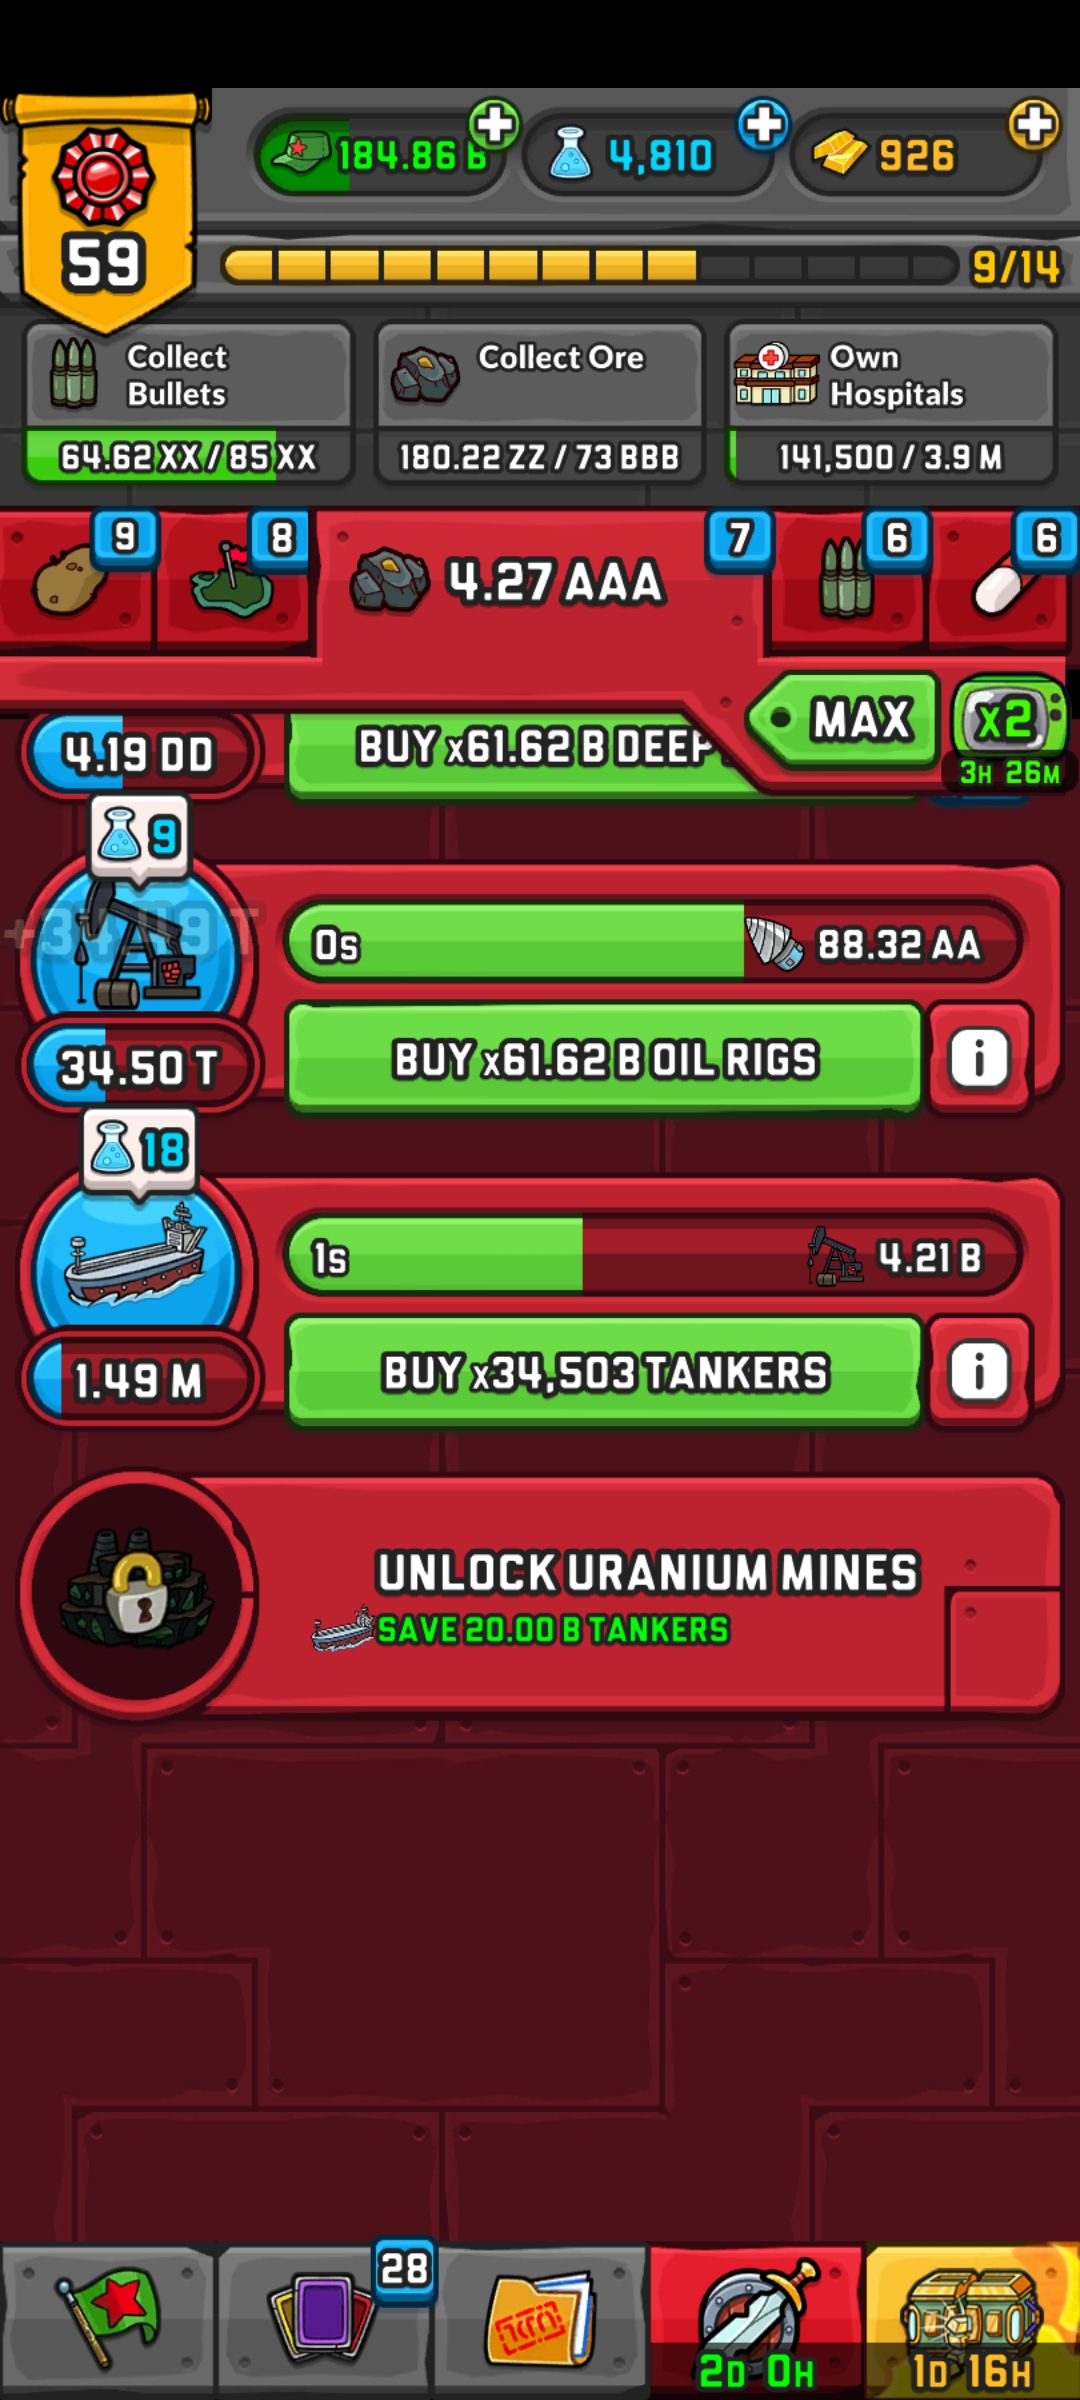 59
184.86 B
4,810
926
9/14
Collect
Bullets
64.62 XX / 85 XX
Collect Ore
180.22 ZZ / 73 BBB
Own
Hospitals
141,500 / 3.9 M
9
8
4.27 AAA
7
6
6
MAX
x2
3H 26M
4.19 DD
BUY x61.62 B DEEP
9
0s
88.32 AA
34.50 T
BUY x61.62 B OIL RIGS
i
18
1s
4.21 B
1.49 M
BUY x34,503 TANKERS
i
UNLOCK URANIUM MINES
SAVE 20.00 B TANKERS
28
2D 0H
1D 16H